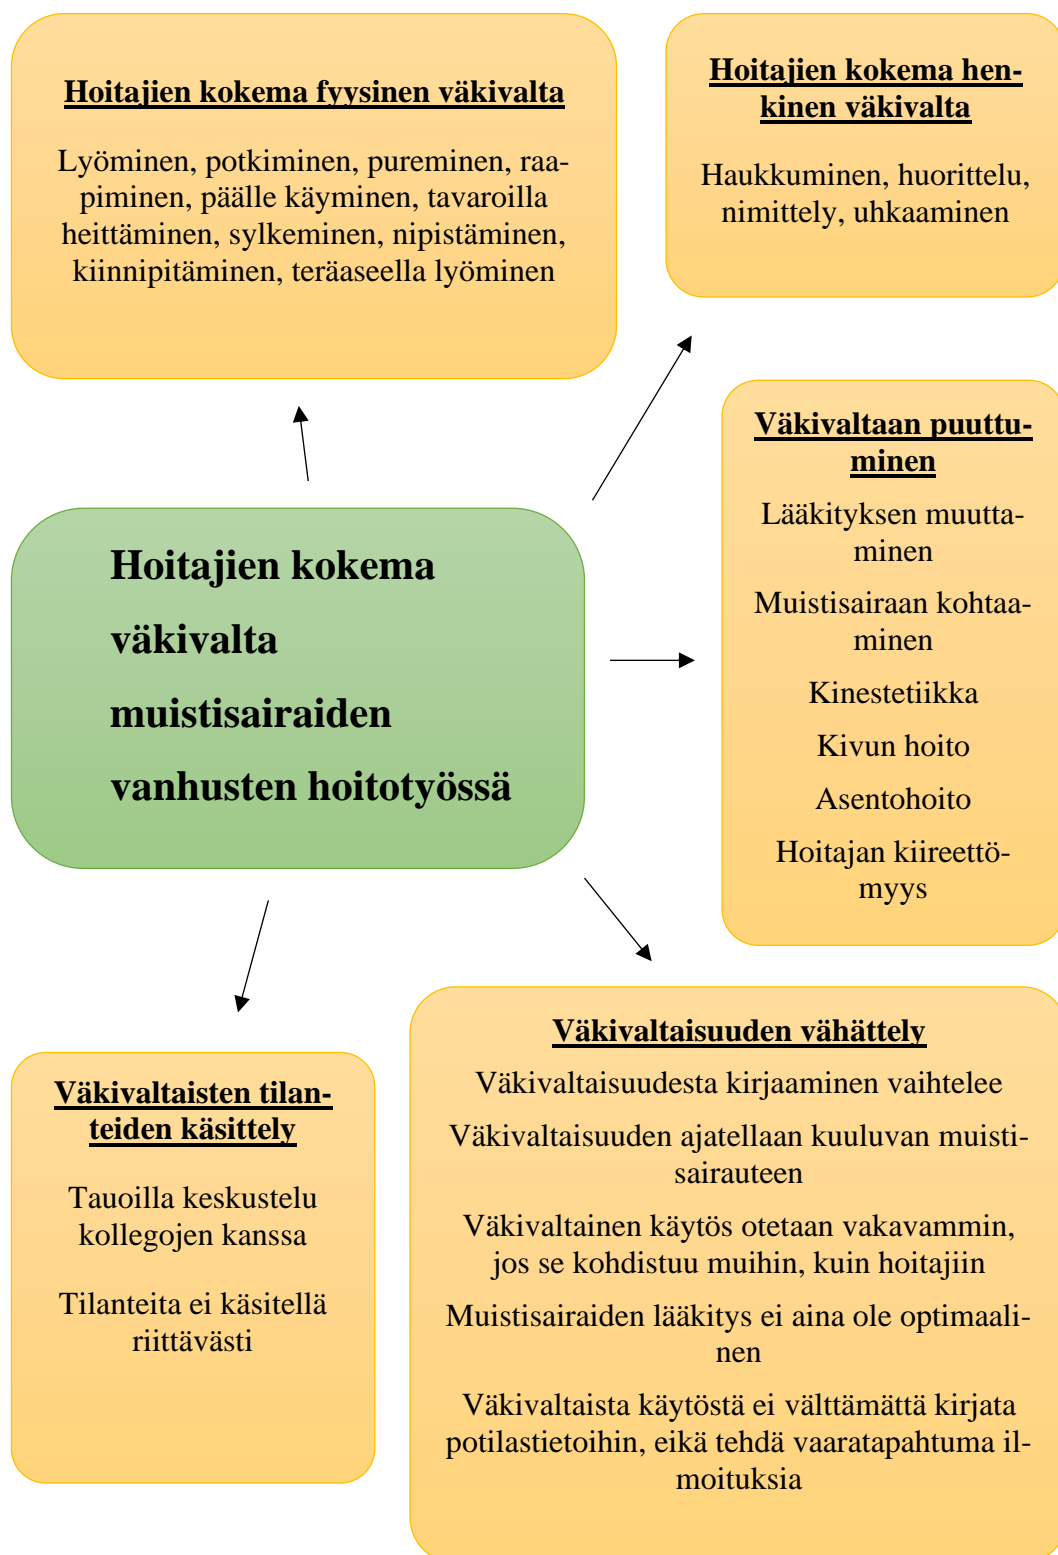 Hoitajien kokema fyysinen väkivalta
Lyöminen, potkiminen, pureminen, raa-
piminen, päälle käyminen, tavaroilla
heittäminen, sylkeminen, nipistäminen,
kiinnipitäminen, teräaseella lyöminen
Hoitajien kokema hen-
kinen väkivalta
Haukkuminen, huorittelu,
nimittely, uhkaaminen
Väkivaltaan puuttu-
minen
Lääkityksen muutta-
minen
Muistisairaan kohtaa-
minen
Kinestetiikka
Kivun hoito
Asentohoito
Hoitajan kiireettö-
myys
Hoitajien kokema
väkivalta
muistisairaiden
vanhusten hoitotyössä
Väkivaltaisten tilan-
teiden käsittely
Tauoilla keskustelu
kollegojen kanssa
Tilanteita ei käsitellä
riittävästi
Väkivaltaisuuden vähättely
Väkivaltaisuudesta kirjaaminen vaihtelee
Väkivaltaisuuden ajatellaan kuuluvan muisti-
sairauteen
Väkivaltainen käytös otetaan vakavammin,
jos se kohdistuu muihin, kuin hoitajiin
Muistisairaiden lääkitys ei aina ole optimaali-
nen
Väkivaltaista käytöstä ei välttämättä kirjata
potilastietoihin, eikä tehdä vaaratapahtuma il-
moituksia